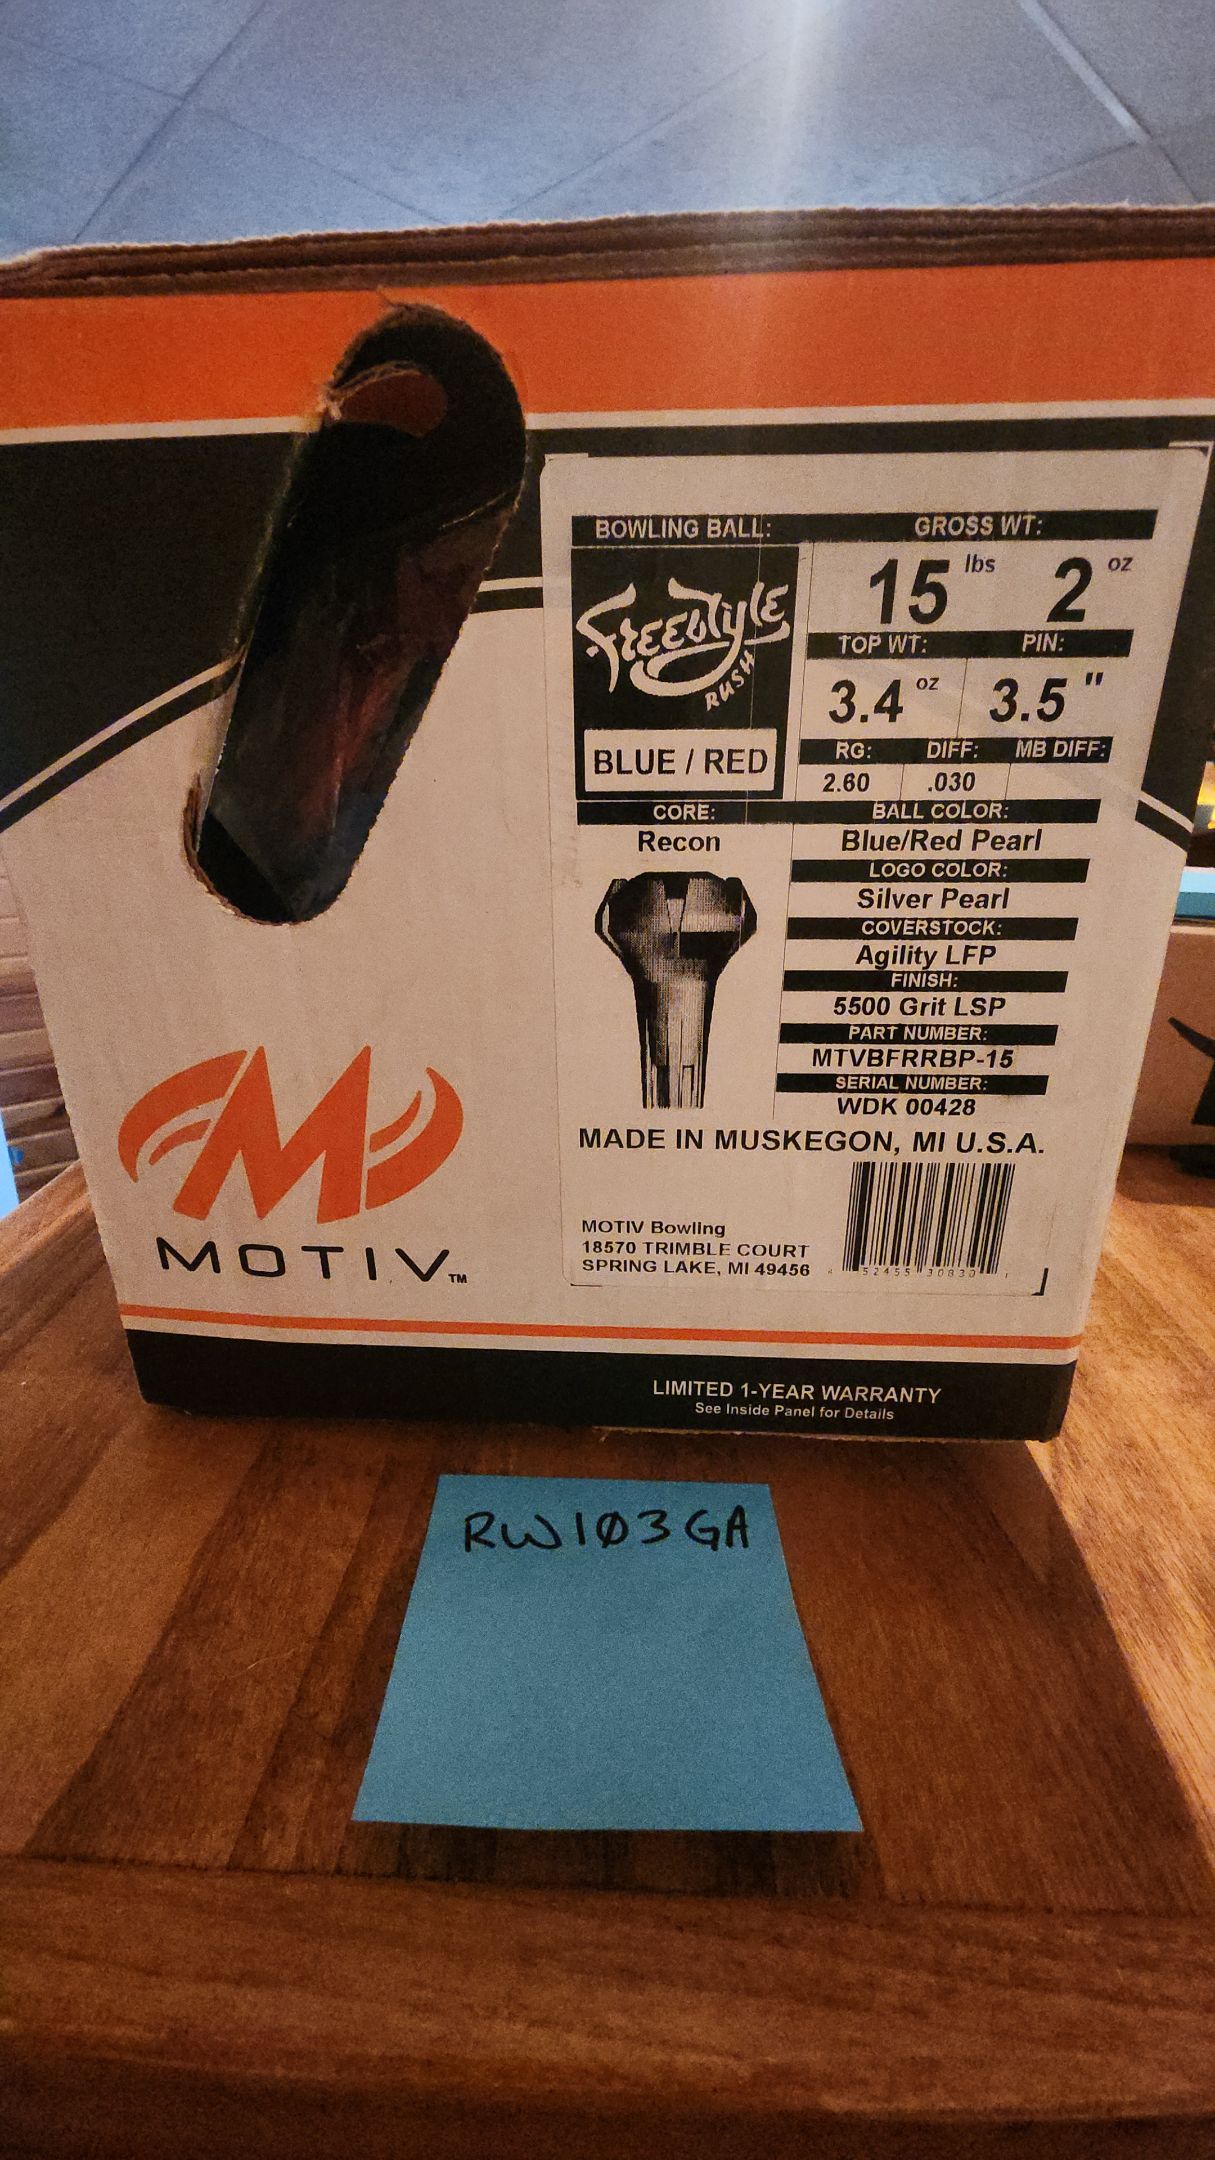 BOWLING BALL: GROSS WT:
Freestyle
RUSH
BLUE / RED
15 lbs 2 oz
TOP WT: PIN:
3.4 oz 3.5 "
RG: DIFF: MB DIFF:
2.60 .030
CORE: BALL COLOR:
Recon Blue/Red Pearl
LOGO COLOR:
Silver Pearl
COVERSTOCK:
Agility LFP
FINISH:
5500 Grit LSP
PART NUMBER:
MTVBFRRBP-15
SERIAL NUMBER:
WDK 00428
MADE IN MUSKEGON, MI U.S.A.
MOTIV Bowling
18570 TRIMBLE COURT
SPRING LAKE, MI 49456
52455 30830
MOTIV™
LIMITED 1-YEAR WARRANTY
See Inside Panel for Details
RW103GA